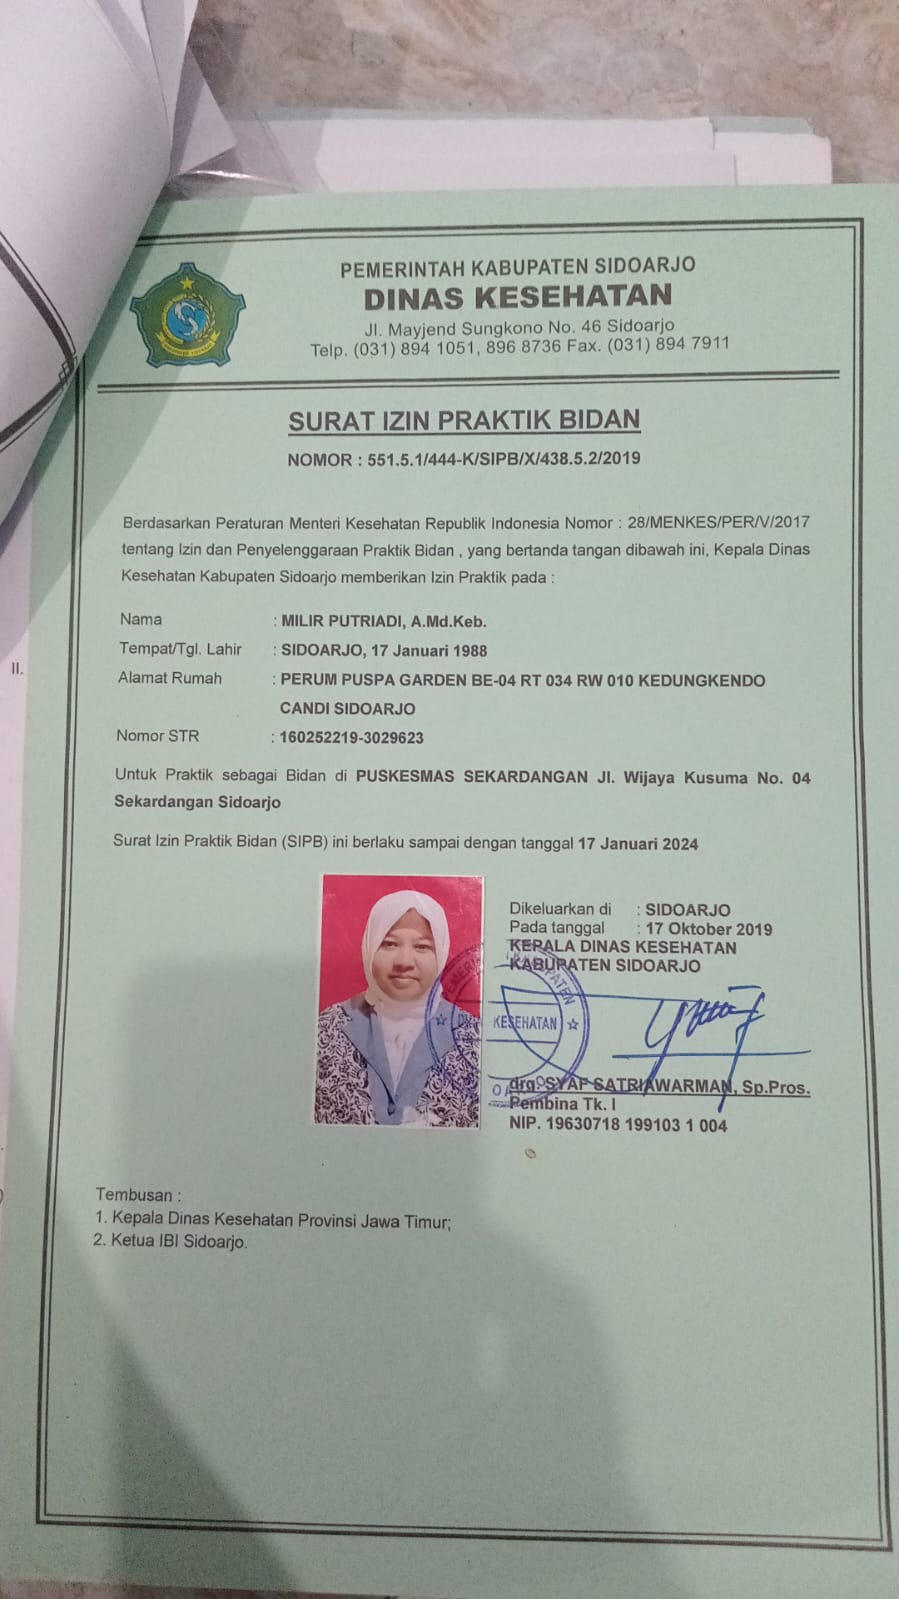 PEMERINTAH KABUPATEN SIDOARJO
DINAS KESEHATAN
Jl. Mayjend Sungkono No. 46 Sidoarjo
Telp. (031) 894 1051, 896 8736 Fax. (031) 894 7911
SURAT IZIN PRAKTIK BIDAN
NOMOR : 551.5.1/444-K/SIPB/X/438.5.2/2019
Berdasarkan Peraturan Menteri Kesehatan Republik Indonesia Nomor : 28/MENKES/PER/V/2017
tentang Izin dan Penyelenggaraan Praktik Bidan , yang bertanda tangan dibawah ini, Kepala Dinas
Kesehatan Kabupaten Sidoarjo memberikan Izin Praktik pada :
Nama : MILIR PUTRIADI, A.Md.Keb.
Tempat/Tgl. Lahir : SIDOARJO, 17 Januari 1988
II.
Alamat Rumah : PERUM PUSPA GARDEN BE-04 RT 034 RW 010 KEDUNGKENDO
CANDI SIDOARJO
Nomor STR : 160252219-3029623
Untuk Praktik sebagai Bidan di PUSKESMAS SEKARDANGAN Jl. Wijaya Kusuma No. 04
Sekardangan Sidoarjo
Surat Izin Praktik Bidan (SIPB) ini berlaku sampai dengan tanggal 17 Januari 2024
Dikeluarkan di : SIDOARJO
Pada tanggal : 17 Oktober 2019
KEPALA DINAS KESEHATAN
KABUPATEN SIDOARJO
KESEHATAN
drg. SYAF SATRIAWARMAN, Sp.Pros.
Pembina Tk. I
NIP. 19630718 199103 1 004
Tembusan :
1. Kepala Dinas Kesehatan Provinsi Jawa Timur;
2. Ketua IBI Sidoarjo.